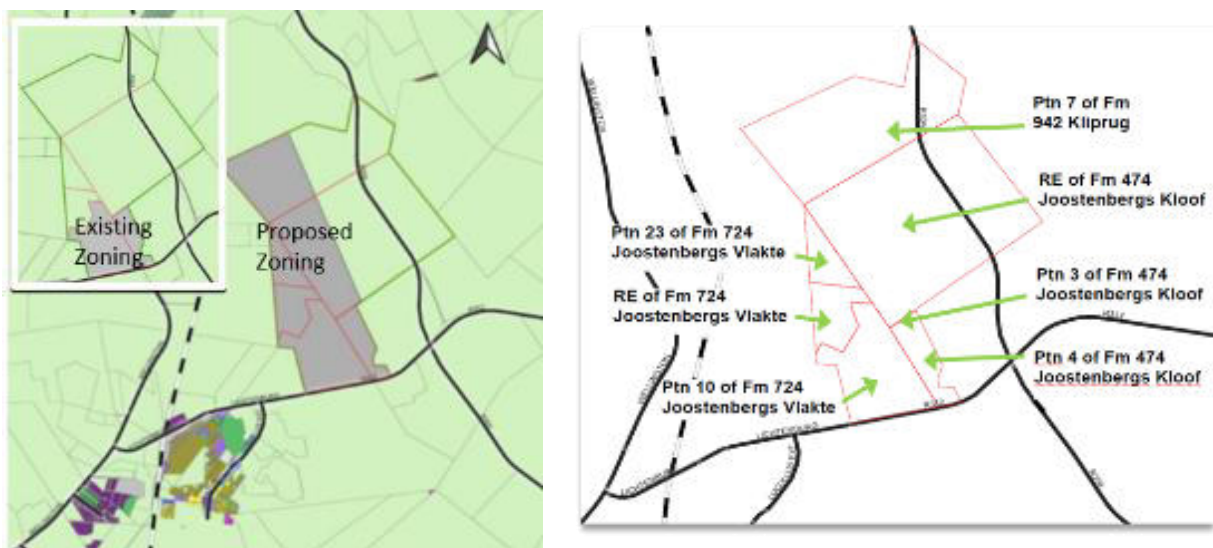 Existing
Zoning
Proposed
Zoning
Ptn 7 of Fm
942 Kliprug
RE of Fm 474
Joostenbergs Kloof
Ptn 23 of Fm 724
Joostenbergs Vlakte
Ptn 3 of Fm 474
Joostenbergs Kloof
RE of Fm 724
Joostenbergs Vlakte
Ptn 4 of Fm 474
Joostenbergs Kloof
Ptn 10 of Fm 724
Joostenbergs Vlakte